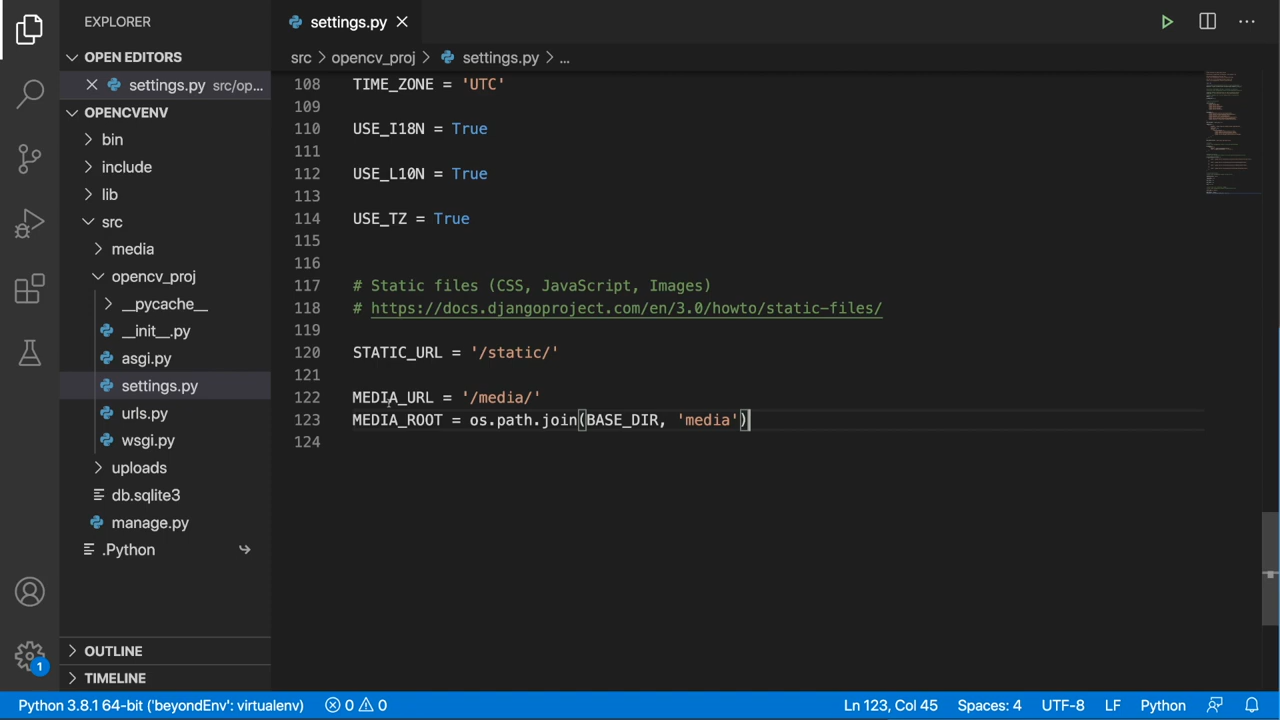 EXPLORER
OPEN EDITORS
settings.py src/op...
OPENCVENV
bin
include
lib
src
media
opencv_proj
__pycache__
__init__.py
asgi.py
settings.py
urls.py
wsgi.py
uploads
db.sqlite3
manage.py
.Python
OUTLINE
TIMELINE
1
settings.py
src > opencv_proj > settings.py > ...
108 TIME_ZONE = 'UTC'
109
110 USE_I18N = True
111
112 USE_L10N = True
113
114 USE_TZ = True
115
116
117 # Static files (CSS, JavaScript, Images)
118 # https://docs.djangoproject.com/en/3.0/howto/static-files/
119
120 STATIC_URL = '/static/'
121
122 MEDIA_URL = '/media/'
123 MEDIA_ROOT = os.path.join(BASE_DIR, 'media')
124
Python 3.8.1 64-bit ('beyondEnv': virtualenv) 0 0 Ln 123, Col 45 Spaces: 4 UTF-8 LF Python